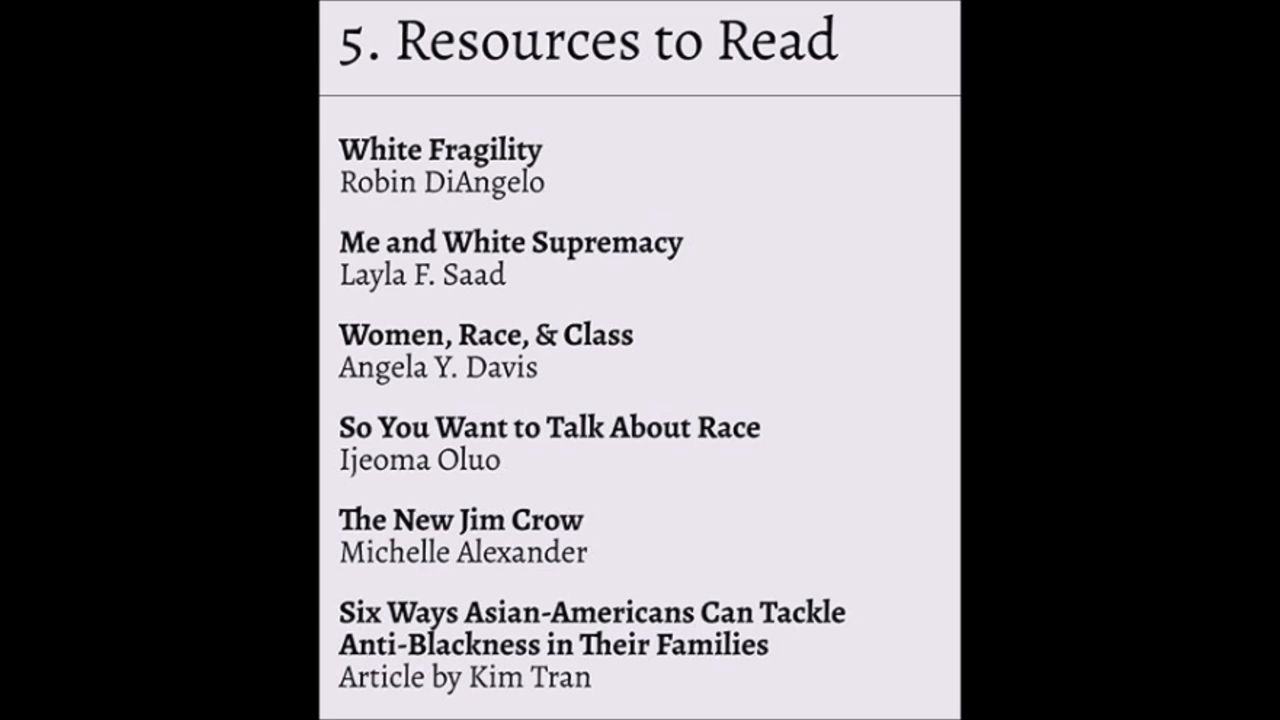 5. Resources to Read
White Fragility
Robin DiAngelo
Me and White Supremacy
Layla F. Saad
Women, Race, & Class
Angela Y. Davis
So You Want to Talk About Race
Ijeoma Oluo
The New Jim Crow
Michelle Alexander
Six Ways Asian-Americans Can Tackle
Anti-Blackness in Their Families
Article by Kim Tran